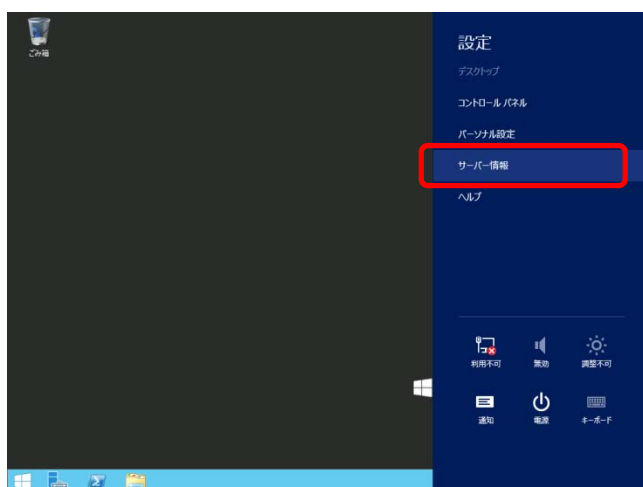 ごみ箱
設定
デスクトップ
コントロール パネル
パーソナル設定
サーバー情報
ヘルプ
利用不可
無効
調整不可
通知
電源
キーボード